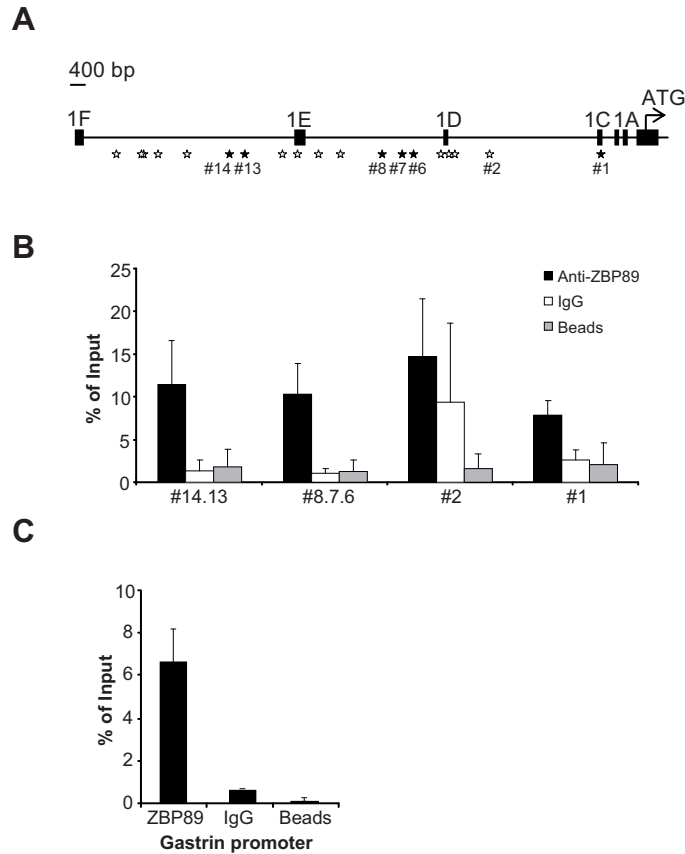 A
400 bp
ATG
1F 1E 1D 1C 1A
#14 #13 #8 #7 #6 #2 #1
B
25
20
15
10
5
0
% of Input
Anti-ZBP89
IgG
Beads
#14.13 #8.7.6 #2 #1
C
10
8
6
4
2
0
% of Input
ZBP89 IgG Beads
Gastrin promoter